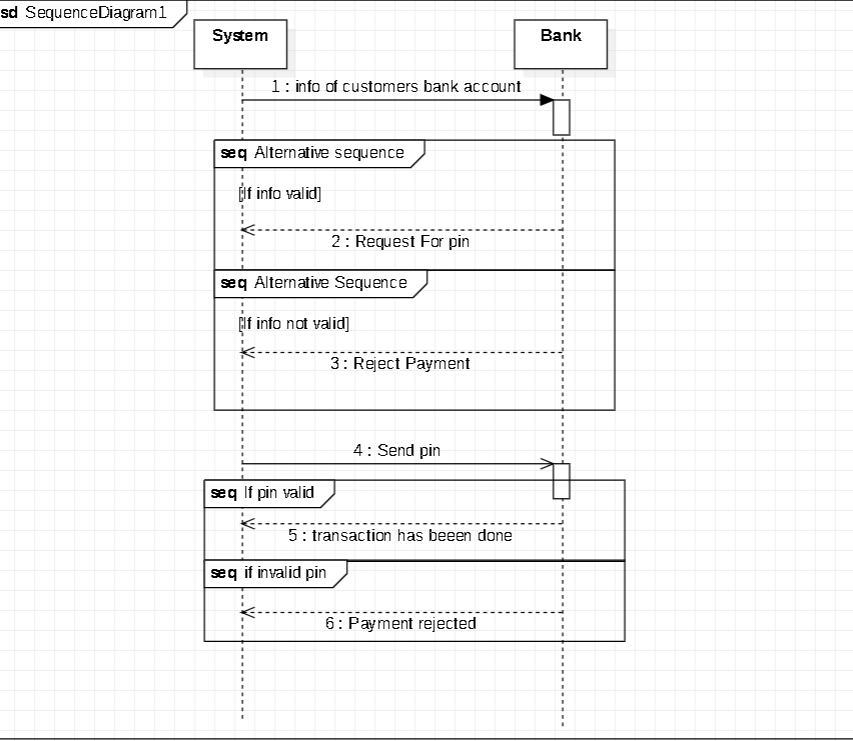 sd SequenceDiagram1
System
Bank
1 : info of customers bank account
seq Alternative sequence
[If info valid]
2 : Request For pin
seq Alternative Sequence
[If info not valid]
3 : Reject Payment
4 : Send pin
seq If pin valid
5 : transaction has beeen done
seq if invalid pin
6 : Payment rejected